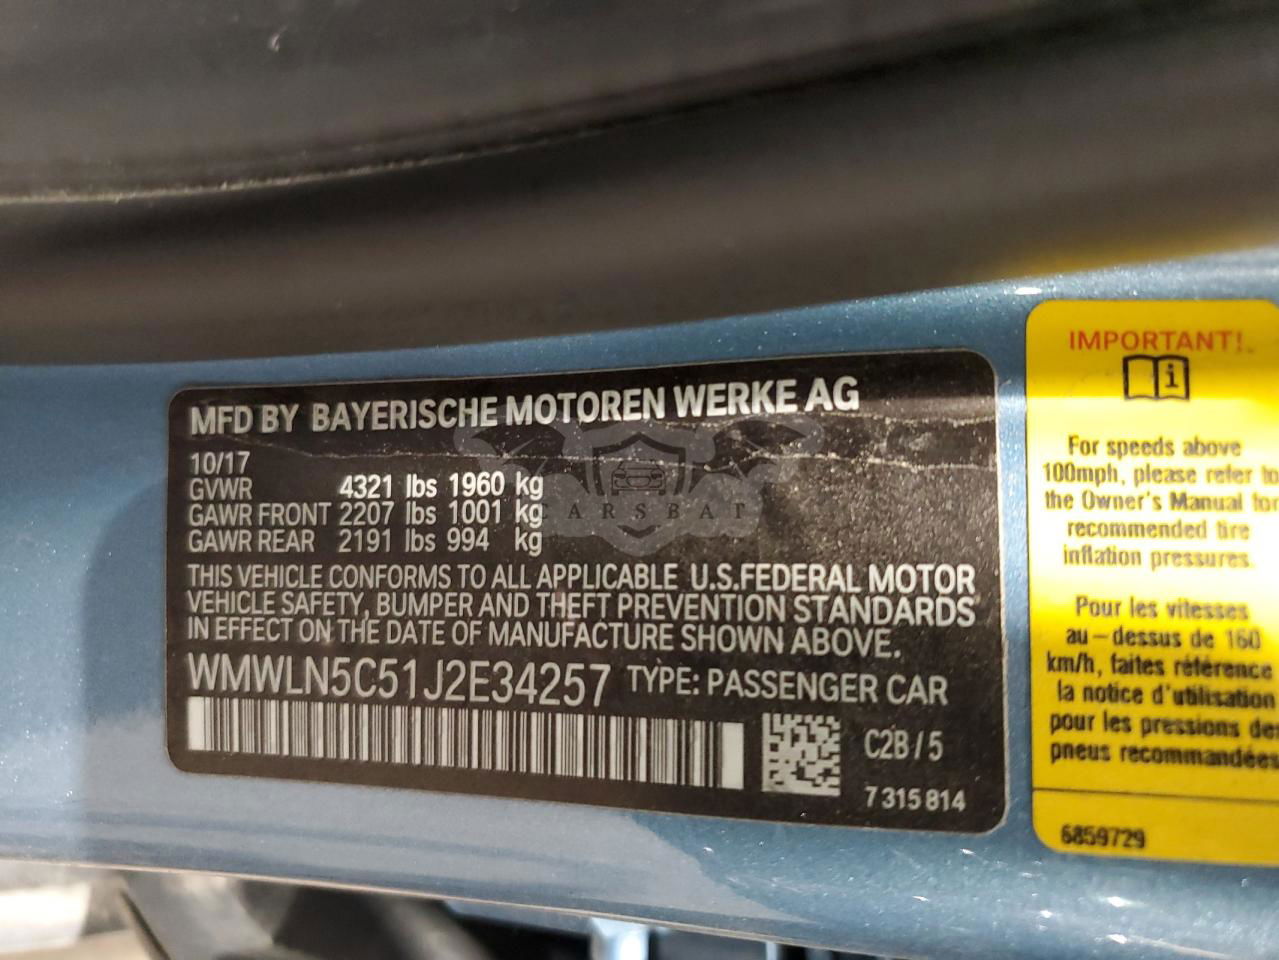 MFD BY BAYERISCHE MOTOREN WERKE AG
10/17
GVWR 4321 lbs 1960 kg
GAWR FRONT 2207 lbs 1001 kg
GAWR REAR 2191 lbs 994 kg
THIS VEHICLE CONFORMS TO ALL APPLICABLE U.S.FEDERAL MOTOR
VEHICLE SAFETY, BUMPER AND THEFT PREVENTION STANDARDS
IN EFFECT ON THE DATE OF MANUFACTURE SHOWN ABOVE.
WMWLN5C51J2E34257 TYPE: PASSENGER CAR
C2B / 5
7 315 814
CARSBAT
IMPORTANT!
For speeds above
100mph, please refer to
the Owner's Manual for
recommended tire
inflation pressures.
Pour les vitesses
au-dessus de 160
km/h, faites référence
la notice d'utilisation
pour les pressions des
pneus recommandées
6859729